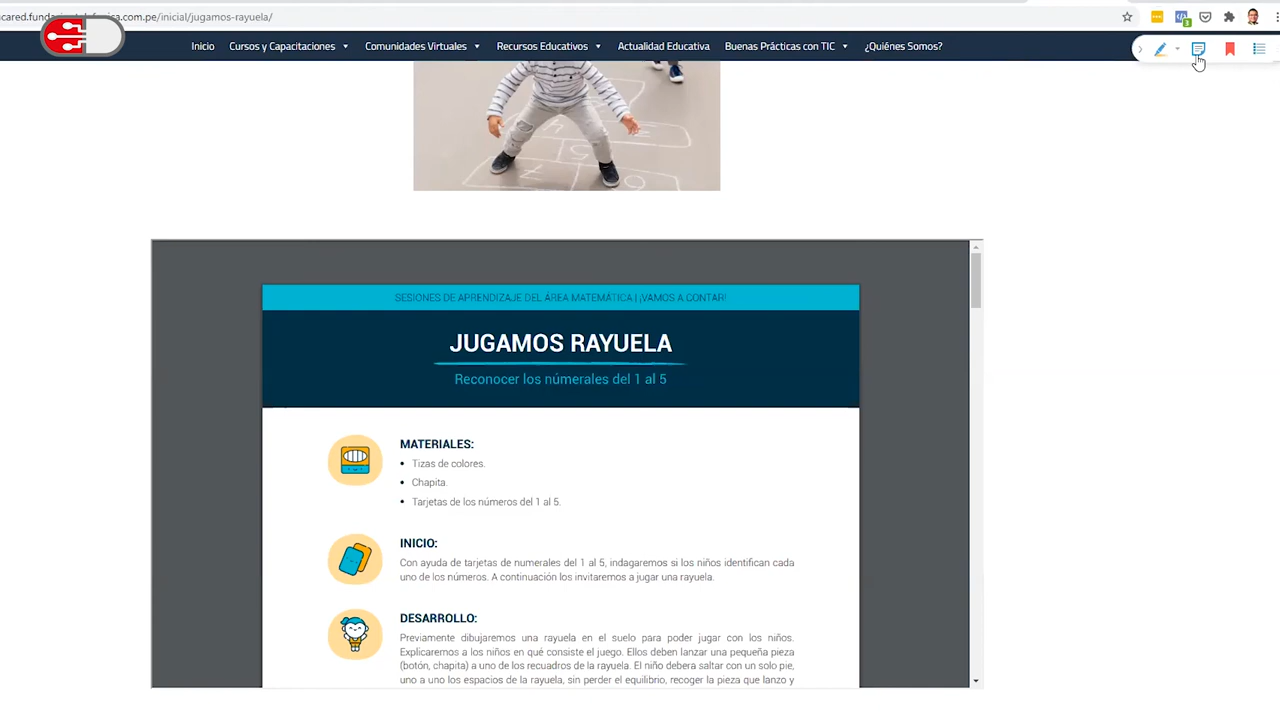 .com.pe/inicial/jugamos-rayuela/
Inicio Cursos y Capacitaciones Comunidades Virtuales Recursos Educativos Actualidad Educativa Buenas Prácticas con TIC ¿Quiénes Somos?
SESIONES DE APRENDIZAJE DEL ÁREA MATEMÁTICA | ¡VAMOS A CONTAR!
JUGAMOS RAYUELA
Reconocer los númerales del 1 al 5
MATERIALES:
• Tizas de colores.
• Chapita.
• Tarjetas de los números del 1 al 5.
INICIO:
Con ayuda de tarjetas de numerales del 1 al 5, indagaremos si los niños identifican cada
uno de los números. A continuación los invitaremos a jugar una rayuela.
DESARROLLO:
Previamente dibujaremos una rayuela en el suelo para poder jugar con los niños.
Explicaremos a los niños en qué consiste el juego. Ellos deben lanzar una pequeña pieza
(botón, chapita) a uno de los recuadros de la rayuela. El niño debera saltar con un solo pie,
uno a uno los espacios de la rayuela, sin perder el equilibrio, recoger la pieza que lanzo y